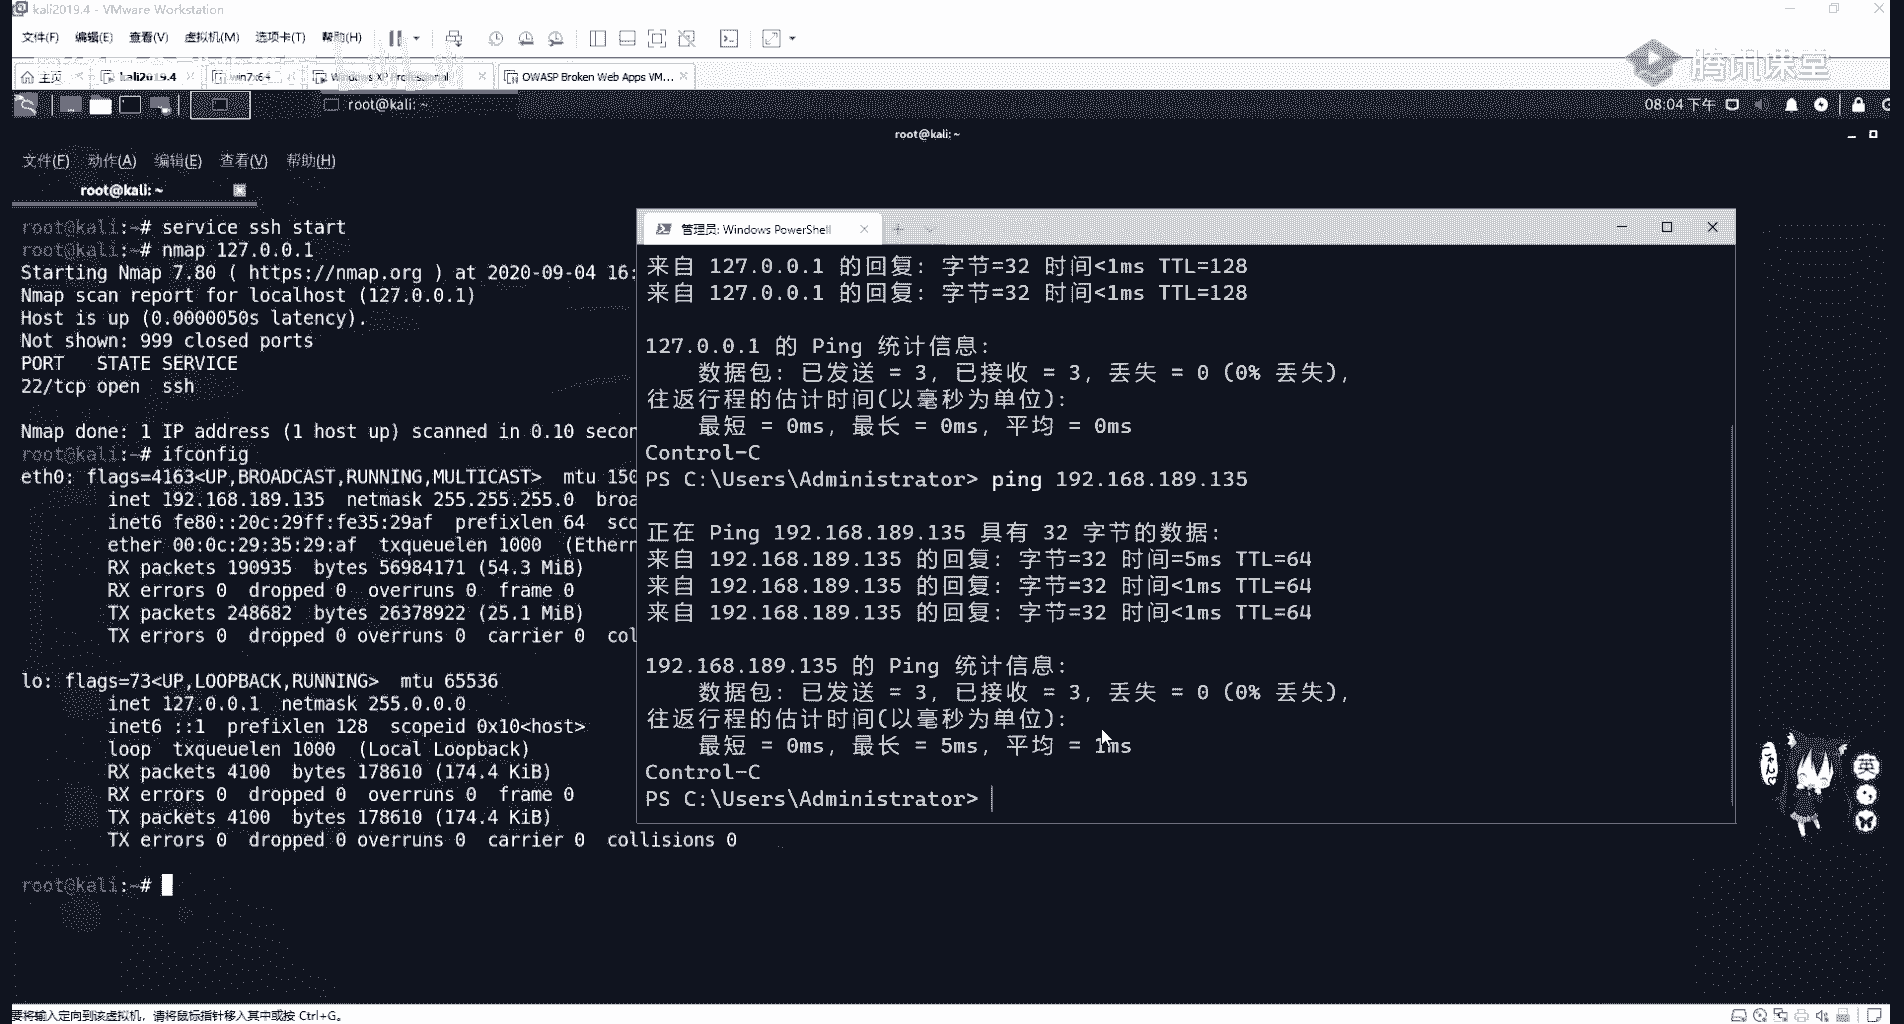 kali2019.4 - VMware Workstation
文件(F) 编辑(E) 查看(V) 虚拟机(M) 选项卡(T) 帮助(H)
主页 kali2019.4 win7x64 Windows XP Professional OWASP Broken Web Apps VM...
腾讯课堂
root@kali: ~ 08:04 下午
root@kali: ~
文件(F) 动作(A) 编辑(E) 查看(V) 帮助(H)
root@kali: ~
root@kali:~# service ssh start
root@kali:~# nmap 127.0.0.1
Starting Nmap 7.80 ( https://nmap.org ) at 2020-09-04 16:
Nmap scan report for localhost (127.0.0.1)
Host is up (0.0000050s latency).
Not shown: 999 closed ports
PORT STATE SERVICE
22/tcp open ssh
Nmap done: 1 IP address (1 host up) scanned in 0.10 secon
root@kali:~# ifconfig
eth0: flags=4163<UP,BROADCAST,RUNNING,MULTICAST> mtu 150
inet 192.168.189.135 netmask 255.255.255.0 broa
inet6 fe80::20c:29ff:fe35:29af prefixlen 64 sco
ether 00:0c:29:35:29:af txqueuelen 1000 (Ethern
RX packets 190935 bytes 56984171 (54.3 MiB)
RX errors 0 dropped 0 overruns 0 frame 0
TX packets 248682 bytes 26378922 (25.1 MiB)
TX errors 0 dropped 0 overruns 0 carrier 0 col
lo: flags=73<UP,LOOPBACK,RUNNING> mtu 65536
inet 127.0.0.1 netmask 255.0.0.0
inet6 ::1 prefixlen 128 scopeid 0x10<host>
loop txqueuelen 1000 (Local Loopback)
RX packets 4100 bytes 178610 (174.4 KiB)
RX errors 0 dropped 0 overruns 0 frame 0
TX packets 4100 bytes 178610 (174.4 KiB)
TX errors 0 dropped 0 overruns 0 carrier 0 collisions 0
root@kali:~#
管理员: Windows PowerShell
来自 127.0.0.1 的回复: 字节=32 时间<1ms TTL=128
来自 127.0.0.1 的回复: 字节=32 时间<1ms TTL=128
127.0.0.1 的 Ping 统计信息:
数据包: 已发送 = 3，已接收 = 3，丢失 = 0 (0% 丢失)，
往返行程的估计时间(以毫秒为单位):
最短 = 0ms，最长 = 0ms，平均 = 0ms
Control-C
PS C:\Users\Administrator> ping 192.168.189.135
正在 Ping 192.168.189.135 具有 32 字节的数据:
来自 192.168.189.135 的回复: 字节=32 时间=5ms TTL=64
来自 192.168.189.135 的回复: 字节=32 时间<1ms TTL=64
来自 192.168.189.135 的回复: 字节=32 时间<1ms TTL=64
192.168.189.135 的 Ping 统计信息:
数据包: 已发送 = 3，已接收 = 3，丢失 = 0 (0% 丢失)，
往返行程的估计时间(以毫秒为单位):
最短 = 0ms，最长 = 5ms，平均 = 1ms
Control-C
PS C:\Users\Administrator>
英
要将输入定向到该虚拟机，请将鼠标指针移入其中或按 Ctrl+G。